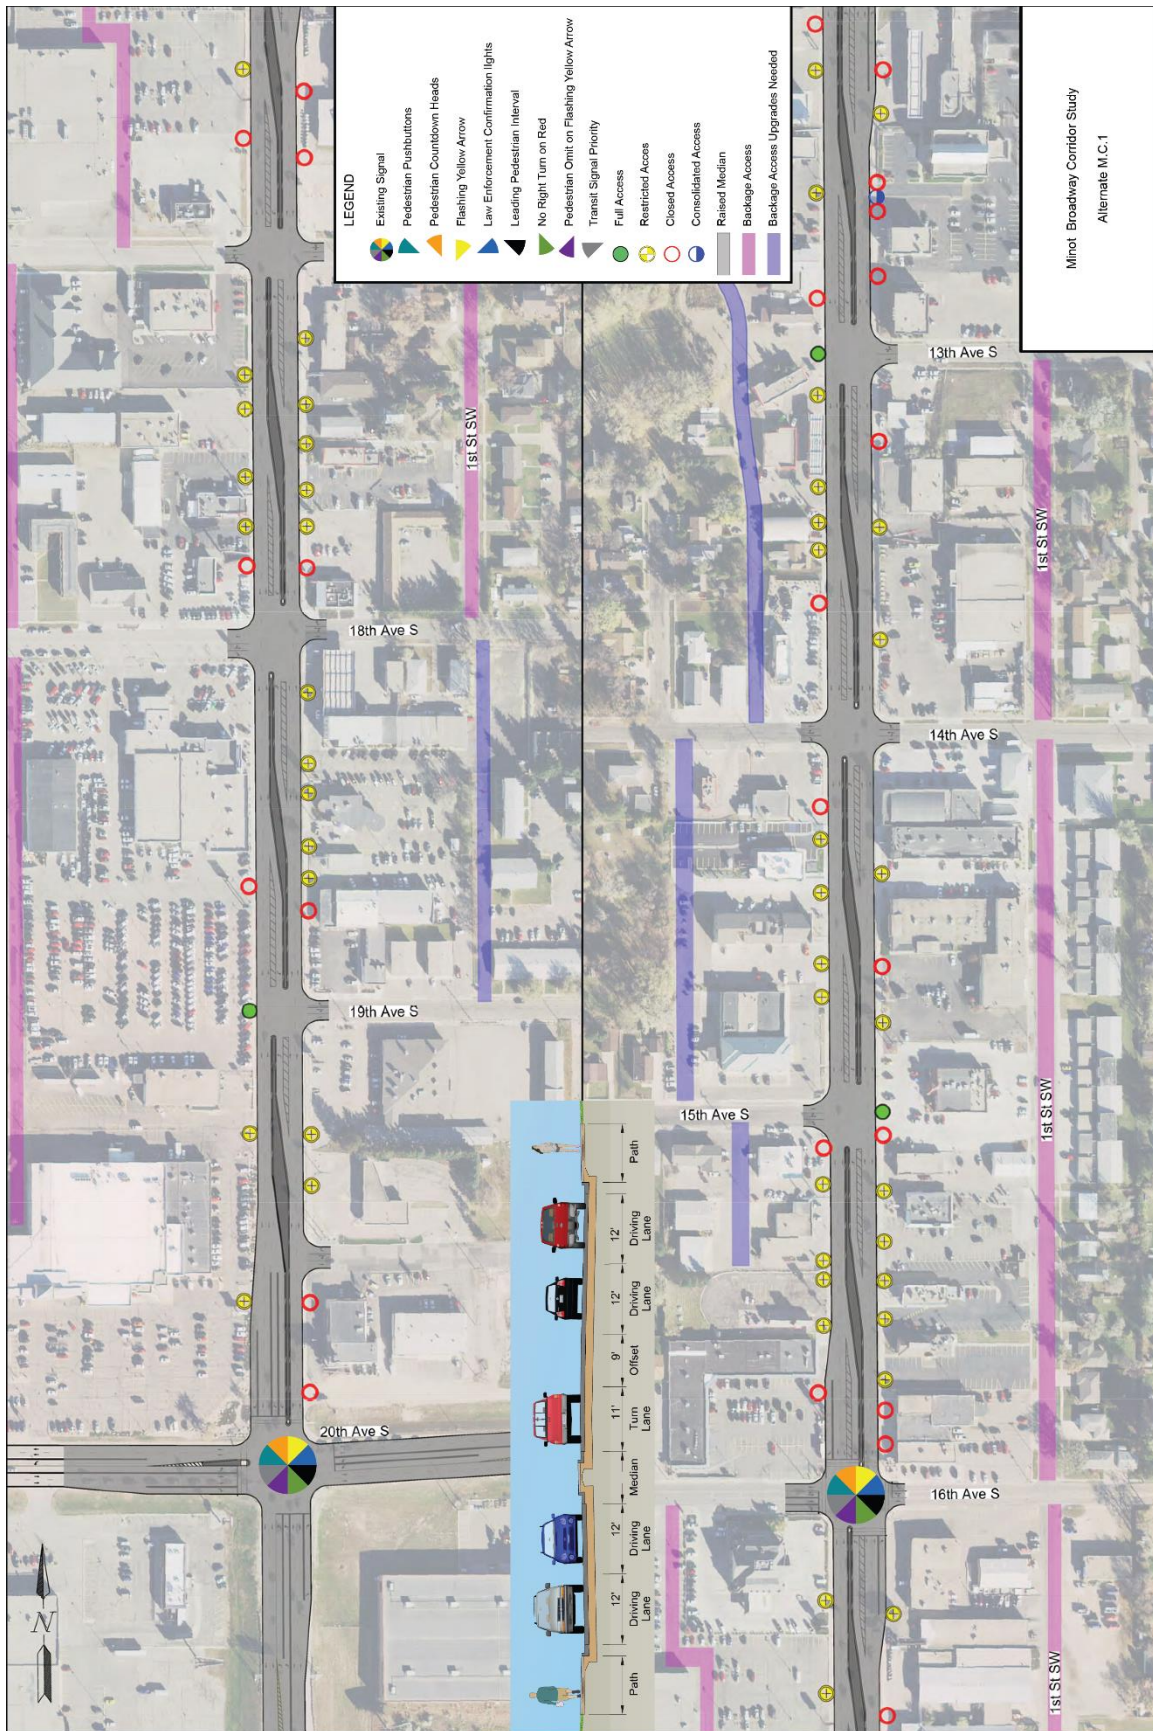 LEGEND
Existing Signal
Pedestrian Pushbuttons
Pedestrian Countdown Heads
Flashing Yellow Arrow
Law Enforcement Confirmation lights
Leading Pedestrian Interval
No Right Turn on Red
Pedestrian Omit on Flashing Yellow Arrow
Transit Signal Priority
Full Access
Restricted Acces
Closed Access
Consolidated Access
Raised Median
Backage Access
Backage Access Upgrades Needed
1st St SW
18th Ave S
19th Ave S
20th Ave S
N
13th Ave S
1st St SW
14th Ave S
1st St SW
15th Ave S
16th Ave S
1st St SW
Path
12'
Driving
Lane
12'
Driving
Lane
Median
11'
Turn
Lane
9'
Offset
12'
Driving
Lane
12'
Driving
Lane
Path
Minot Broadway Corridor Study
Alternate M.C.1